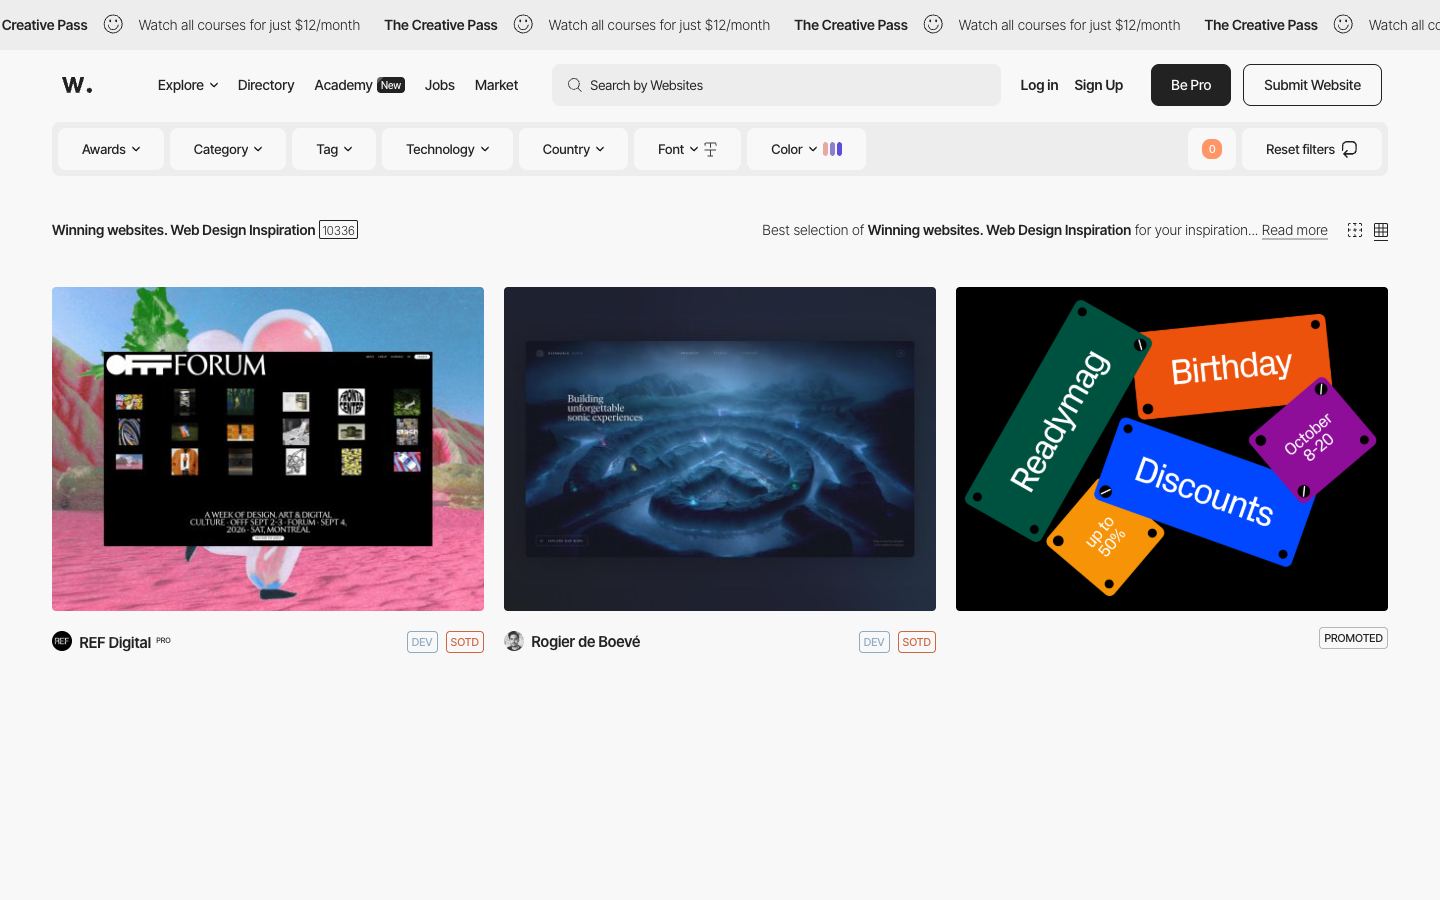 Creative Pass Watch all courses for just $12/month The Creative Pass Watch all courses for just $12/month The Creative Pass Watch all courses for just $12/month The Creative Pass Watch all co
W. Explore Directory Academy New Jobs Market Search by Websites Log in Sign Up Be Pro Submit Website
Awards Category Tag Technology Country Font Color 0 Reset filters
Winning websites. Web Design Inspiration 10336
Best selection of Winning websites. Web Design Inspiration for your inspiration... Read more
OFFFFORUM
A WEEK OF DESIGN, ART & DIGITAL
CULTURE · OFFF SEPT 2-3 · FORUM · SEPT 4,
2026 · SAT, MONTRÉAL
Building
unforgettable
sonic experiences
Readymag
Birthday
October
8-20
Discounts
up to
50%
REF
REF Digital PRO DEV SOTD
Rogier de Boevé DEV SOTD
PROMOTED